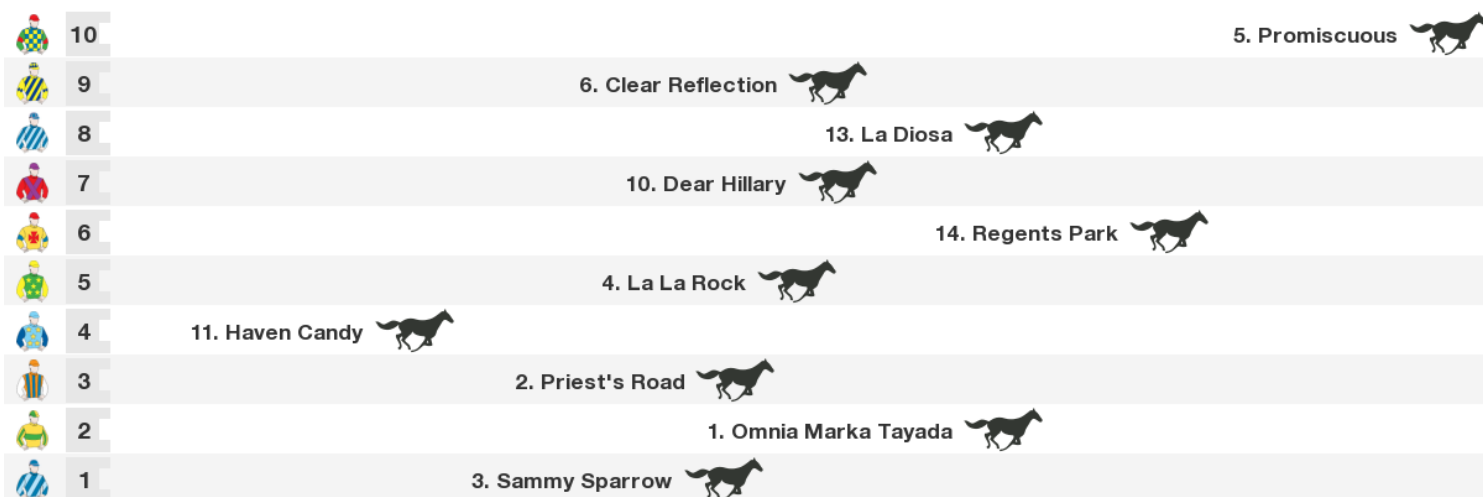 10 5. Promiscuous
9 6. Clear Reflection
8 13. La Diosa
7 10. Dear Hillary
6 14. Regents Park
5 4. La La Rock
4 11. Haven Candy
3 2. Priest's Road
2 1. Omnia Marka Tayada
1 3. Sammy Sparrow